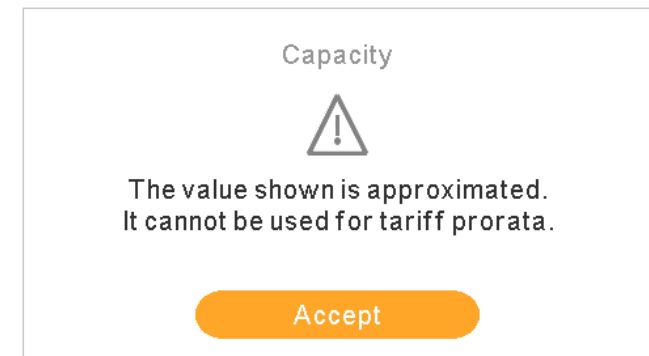 Capacity
The value shown is approximated.
It cannot be used for tariff prorata.
Accept